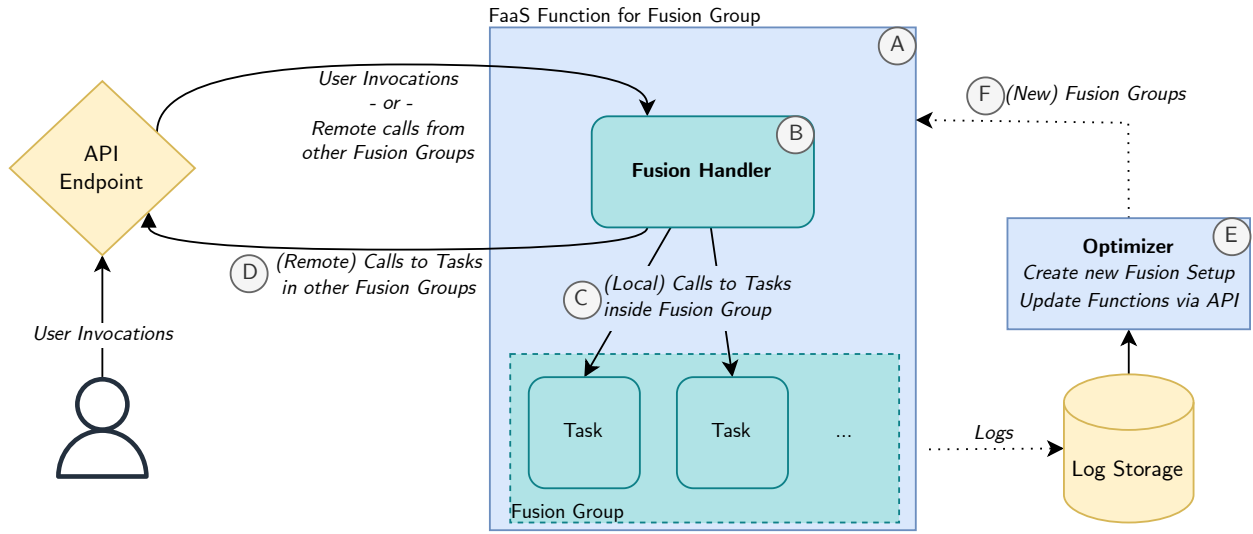 FaaS Function for Fusion Group
A
User Invocations
- or -
Remote calls from
other Fusion Groups
F
(New) Fusion Groups
B
Fusion Handler
API
Endpoint
D
(Remote) Calls to Tasks
in other Fusion Groups
C
(Local) Calls to Tasks
inside Fusion Group
E
Optimizer
Create new Fusion Setup
Update Functions via API
User Invocations
Task
Task
...
Fusion Group
Logs
Log Storage